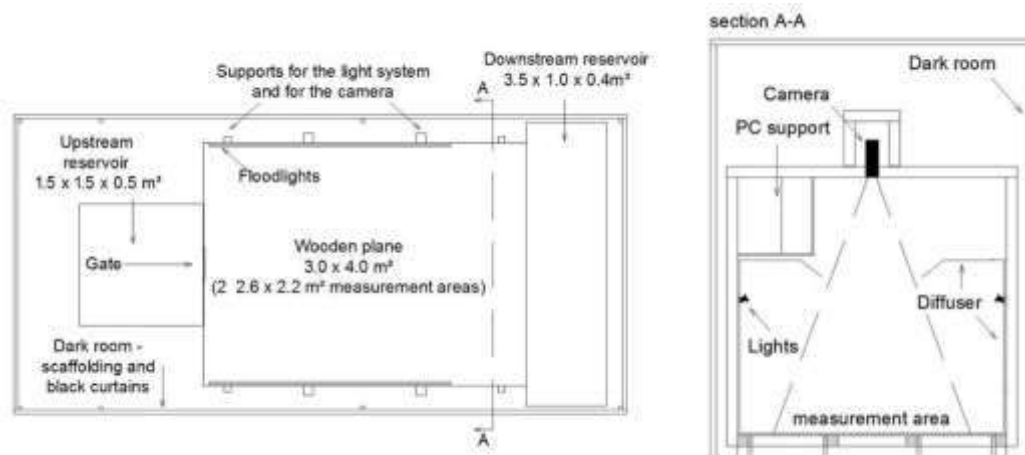 section A-A
Supports for the light system
and for the camera
A
Downstream reservoir
3.5 x 1.0 x 0.4m³
Upstream
reservoir
1.5 x 1.5 x 0.5 m³
Floodlights
Gate
Wooden plane
3.0 x 4.0 m²
(2 2.6 x 2.2 m² measurement areas)
Dark room -
scaffolding and
black curtains
A
Dark room
Camera
PC support
Diffuser
Lights
measurement area